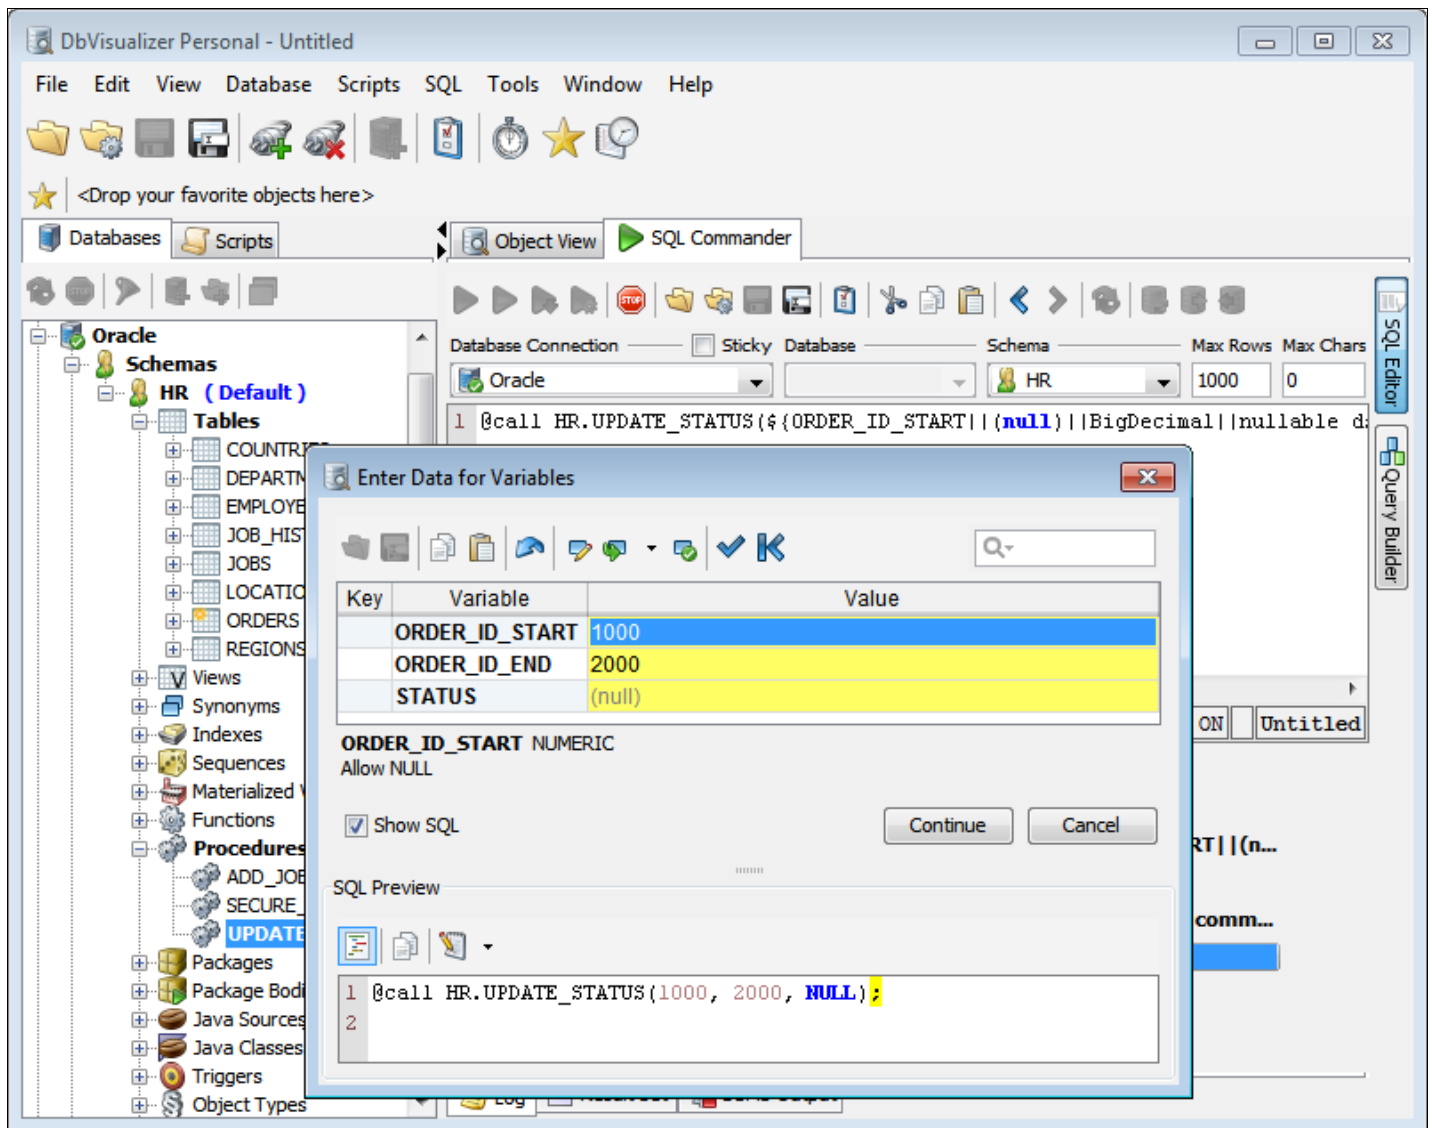 DbVisualizer Personal - Untitled
File Edit View Database Scripts SQL Tools Window Help
<Drop your favorite objects here>
Databases Scripts Object View SQL Commander
STOP
Oracle
Schemas
HR (Default)
Tables
COUNTRIES
DEPARTM
EMPLOYE
JOB_HIS
JOBS
LOCATIO
ORDERS
REGIONS
Views
Synonyms
Indexes
Sequences
Materialized
Functions
Procedures
ADD_JOB
SECURE_
UPDATE
Packages
Package Bodi
Java Sources
Java Classes
Triggers
Object Types
Database Connection Sticky Database Schema Max Rows Max Chars
Oracle HR 1000 0
1 @call HR.UPDATE_STATUS(${ORDER_ID_START||(null)||BigDecimal||nullable d
SQL Editor
Query Builder
Enter Data for Variables
Key Variable Value
ORDER_ID_START 1000
ORDER_ID_END 2000
STATUS (null)
ORDER_ID_START NUMERIC
Allow NULL
Show SQL Continue Cancel
SQL Preview
1 @call HR.UPDATE_STATUS(1000, 2000, NULL);
2
ON Untitled
RT||(n...
comm...
Log